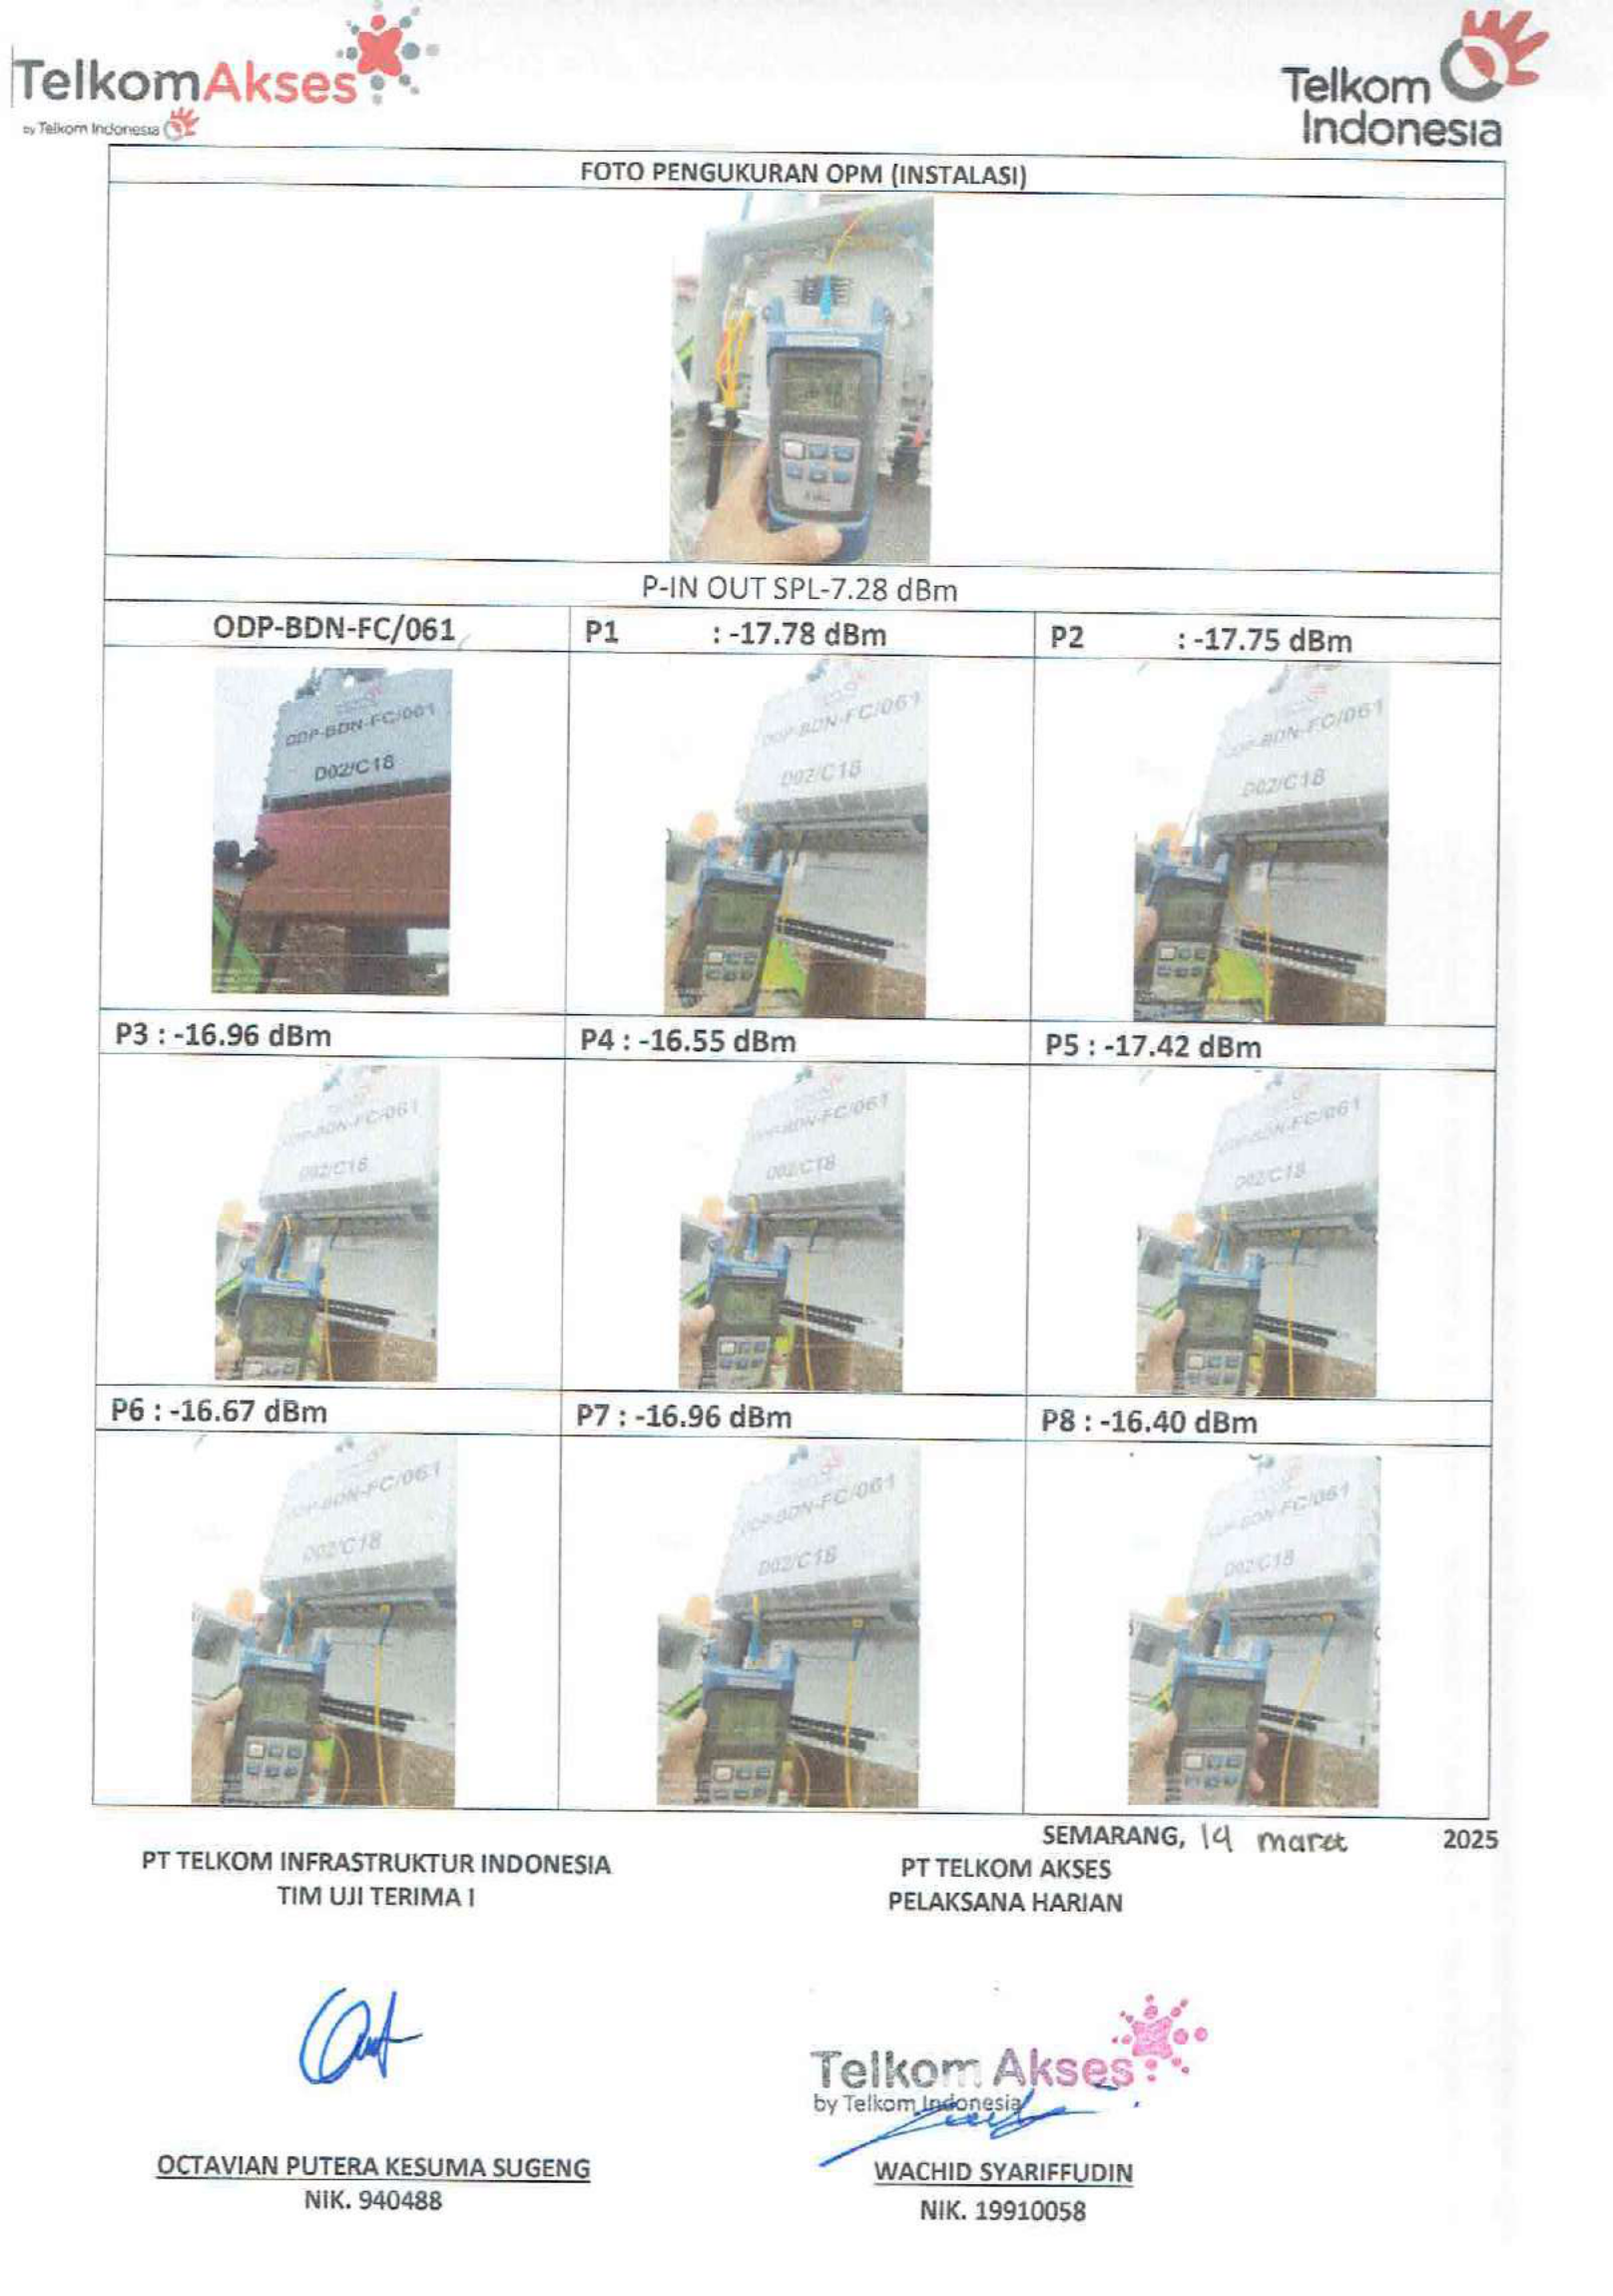 TelkomAkses
by Telkom Indonesia
Telkom
Indonesia
FOTO PENGUKURAN OPM (INSTALASI)
P-IN OUT SPL-7.28 dBm
ODP-BDN-FC/061
P1 : -17.78 dBm
P2 : -17.75 dBm
ODP-BDN-FC/061
D02/C18
ODP-BDN-FC/061
D02/C18
ODP-BDN-FC/061
D02/C18
P3 : -16.96 dBm
P4 : -16.55 dBm
P5 : -17.42 dBm
ODP-BDN-FC/061
D02/C18
ODP-BDN-FC/061
D02/C18
ODP-BDN-FC/061
D02/C18
P6 : -16.67 dBm
P7 : -16.96 dBm
P8 : -16.40 dBm
ODP-BDN-FC/061
D02/C18
ODP-BDN-FC/061
D02/C18
ODP-BDN-FC/061
D02/C18
SEMARANG, 14 maret 2025
PT TELKOM INFRASTRUKTUR INDONESIA
TIM UJI TERIMA I
PT TELKOM AKSES
PELAKSANA HARIAN
Telkom Akses
by Telkom Indonesia
OCTAVIAN PUTERA KESUMA SUGENG
NIK. 940488
WACHID SYARIFFUDIN
NIK. 19910058